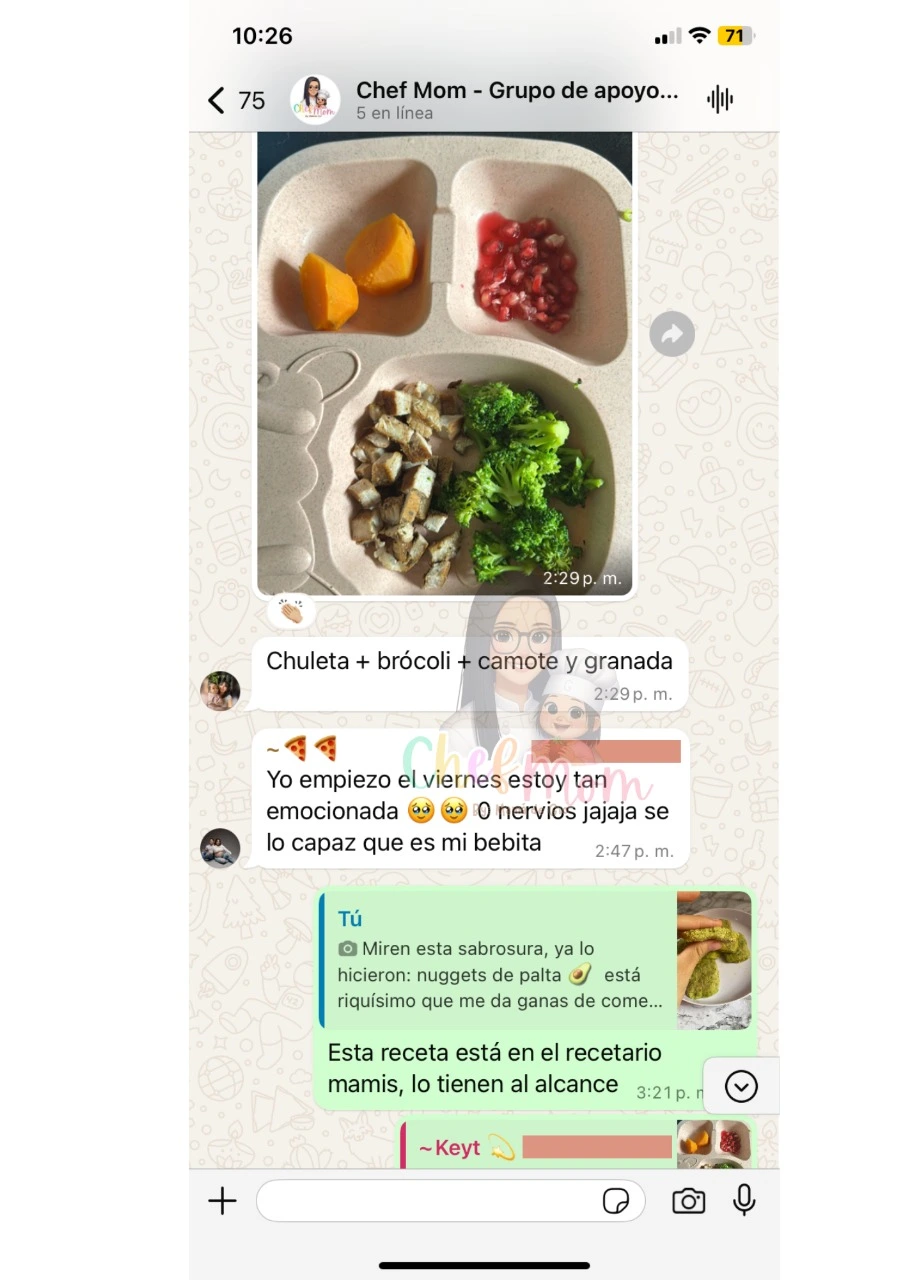 10:26
71
75
Chef Mom - Grupo de apoyo...
5 en línea
2:29 p. m.
Chuleta + brócoli + camote y granada
2:29 p. m.
~🍕🍕
Yo empiezo el viernes estoy tan
emocionada 🥹🥹 0 nervios jajaja se
lo capaz que es mi bebita
2:47 p. m.
Chef Mom
Tú
Miren esta sabrosura, ya lo
hicieron: nuggets de palta 🥑 está
riquísimo que me da ganas de come...
Esta receta está en el recetario
mamis, lo tienen al alcance
3:21 p.
~Keyt 💫